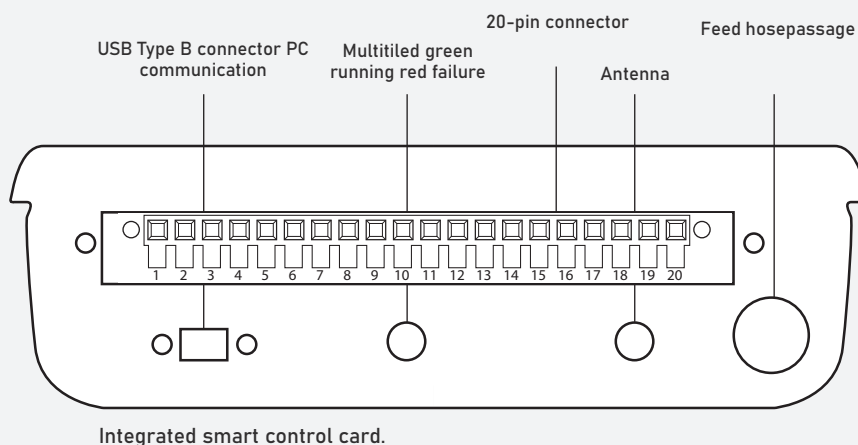 20-pin connector
Feed hosepassage
USB Type B connector PC
communication
Multitiled green
running red failure
Antenna
1 2 3 4 5 6 7 8 9 10 11 12 13 14 15 16 17 18 19 20
Integrated smart control card.